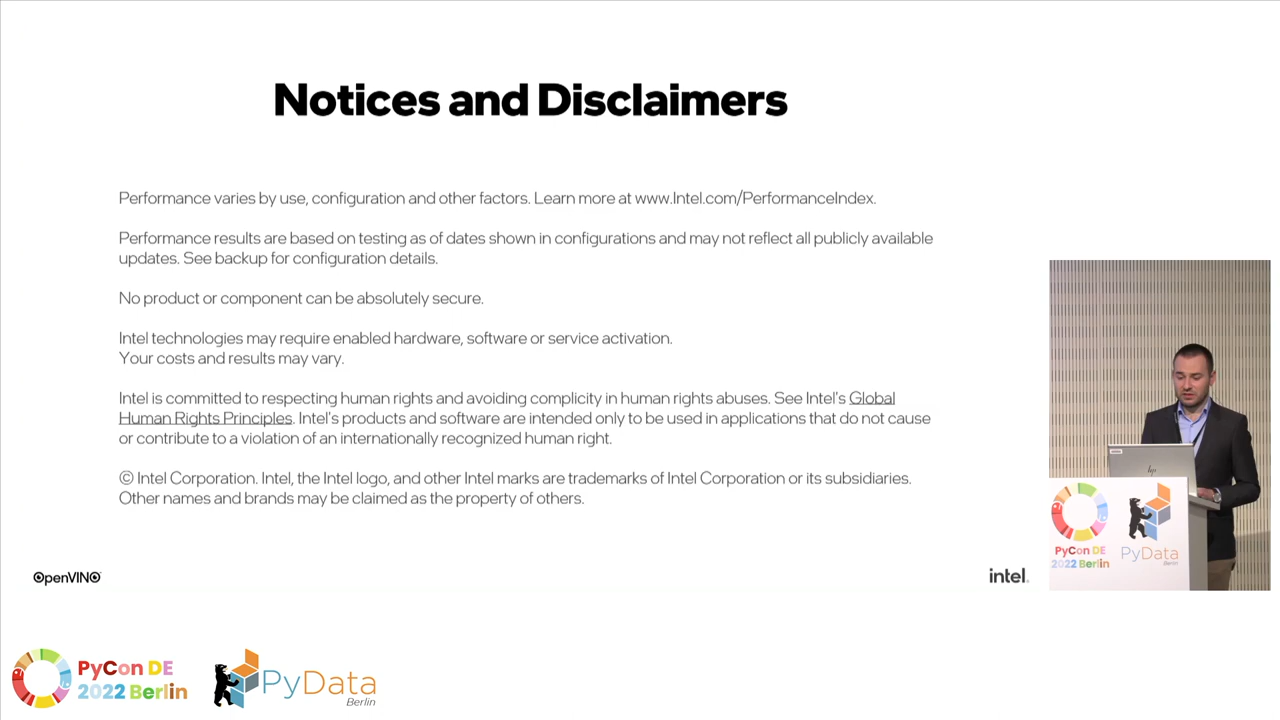 Notices and Disclaimers
Performance varies by use, configuration and other factors. Learn more at www.Intel.com/PerformanceIndex.
Performance results are based on testing as of dates shown in configurations and may not reflect all publicly available
updates. See backup for configuration details.
No product or component can be absolutely secure.
Intel technologies may require enabled hardware, software or service activation.
Your costs and results may vary.
Intel is committed to respecting human rights and avoiding complicity in human rights abuses. See Intel's Global
Human Rights Principles. Intel's products and software are intended only to be used in applications that do not cause
or contribute to a violation of an internationally recognized human right.
© Intel Corporation. Intel, the Intel logo, and other Intel marks are trademarks of Intel Corporation or its subsidiaries.
Other names and brands may be claimed as the property of others.
OpenVINO
intel.
hp
PyCon DE
2022 Berlin
PyData
Berlin
PyCon DE
2022 Berlin
PyData
Berlin